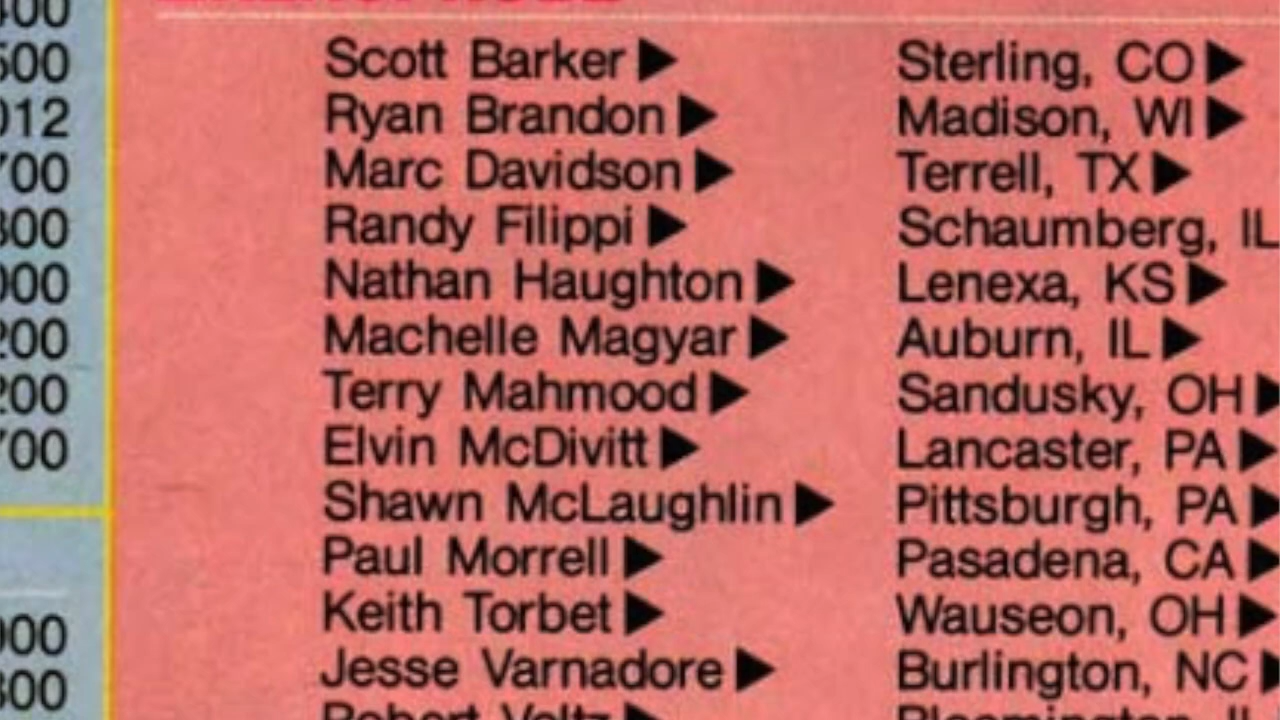 Scott Barker ▶ Sterling, CO ▶
Ryan Brandon ▶ Madison, WI ▶
Marc Davidson ▶ Terrell, TX ▶
Randy Filippi ▶ Schaumberg, IL
Nathan Haughton ▶ Lenexa, KS ▶
Machelle Magyar ▶ Auburn, IL ▶
Terry Mahmood ▶ Sandusky, OH ▶
Elvin McDivitt ▶ Lancaster, PA ▶
Shawn McLaughlin ▶ Pittsburgh, PA ▶
Paul Morrell ▶ Pasadena, CA ▶
Keith Torbet ▶ Wauseon, OH ▶
Jesse Varnadore ▶ Burlington, NC ▶